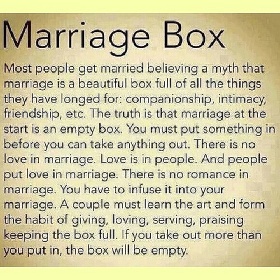 Marriage Box
Most people get married believing a myth that
marriage is a beautiful box full of all the things
they have longed for: companionship, intimacy,
friendship, etc. The truth is that marriage at the
start is an empty box. You must put something in
before you can take anything out. There is no
love in marriage. Love is in people. And people
put love in marriage. There is no romance in
marriage. You have to infuse it into your
marriage. A couple must learn the art and form
the habit of giving, loving, serving, praising
keeping the box full. If you take out more than
you put in, the box will be empty.